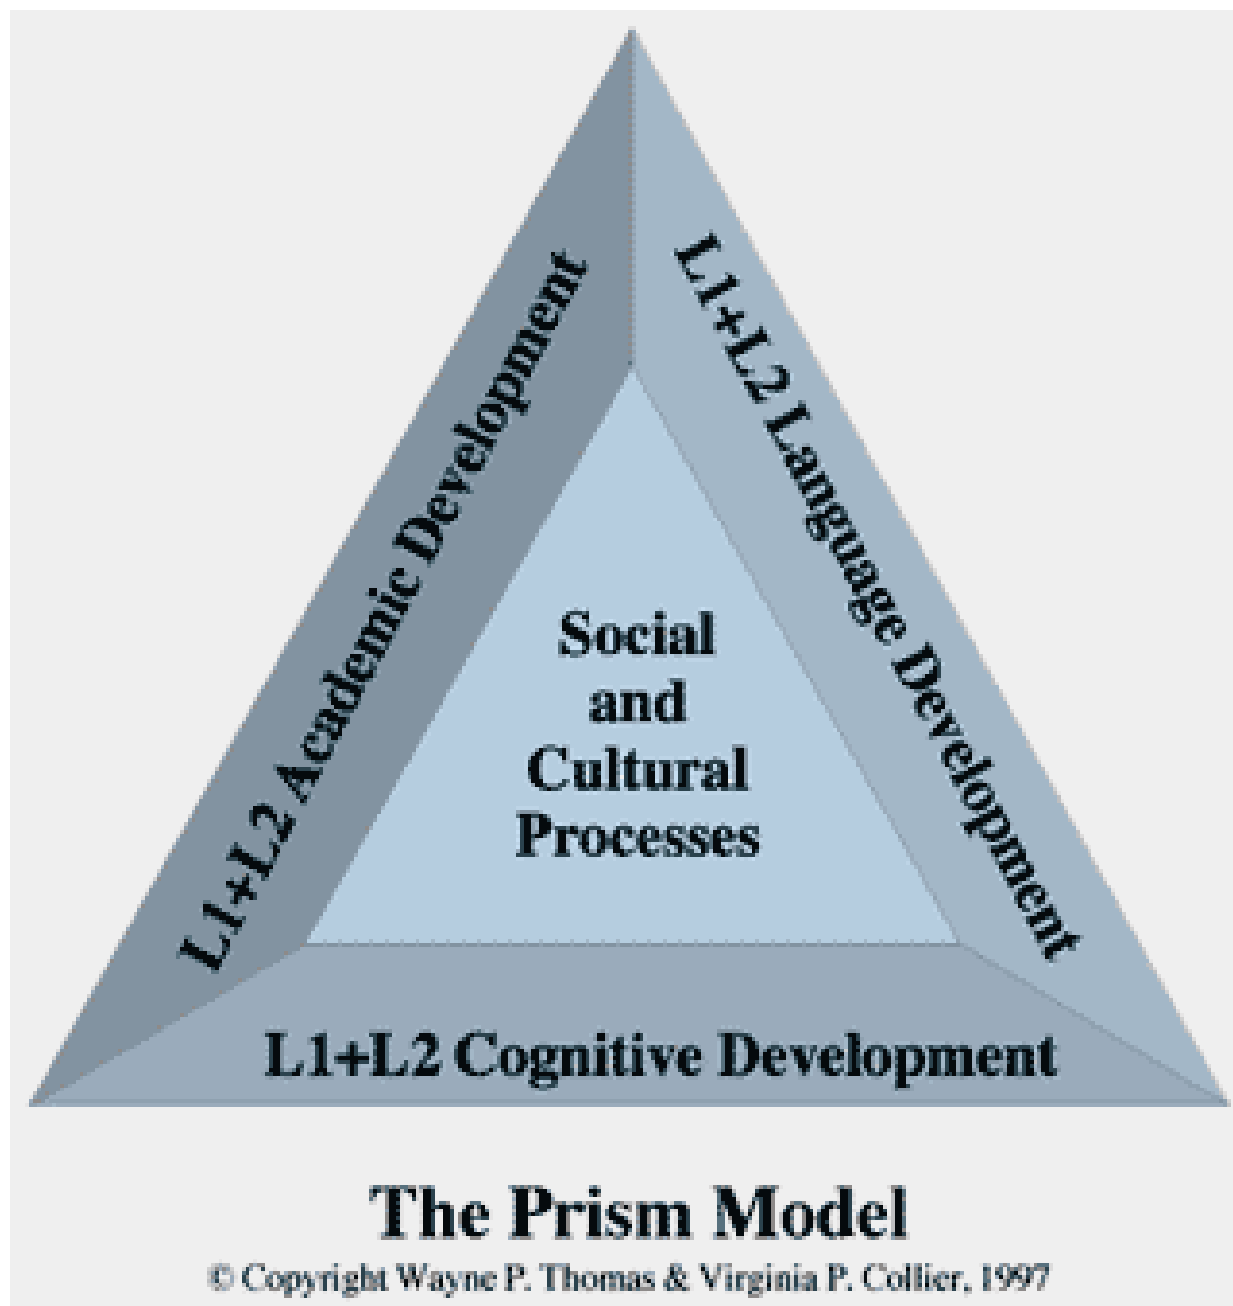 L1+L2 Academic Development
L1+L2 Language Development
Social
and
Cultural
Processes
L1+L2 Cognitive Development
The Prism Model
© Copyright Wayne P. Thomas & Virginia P. Collier, 1997